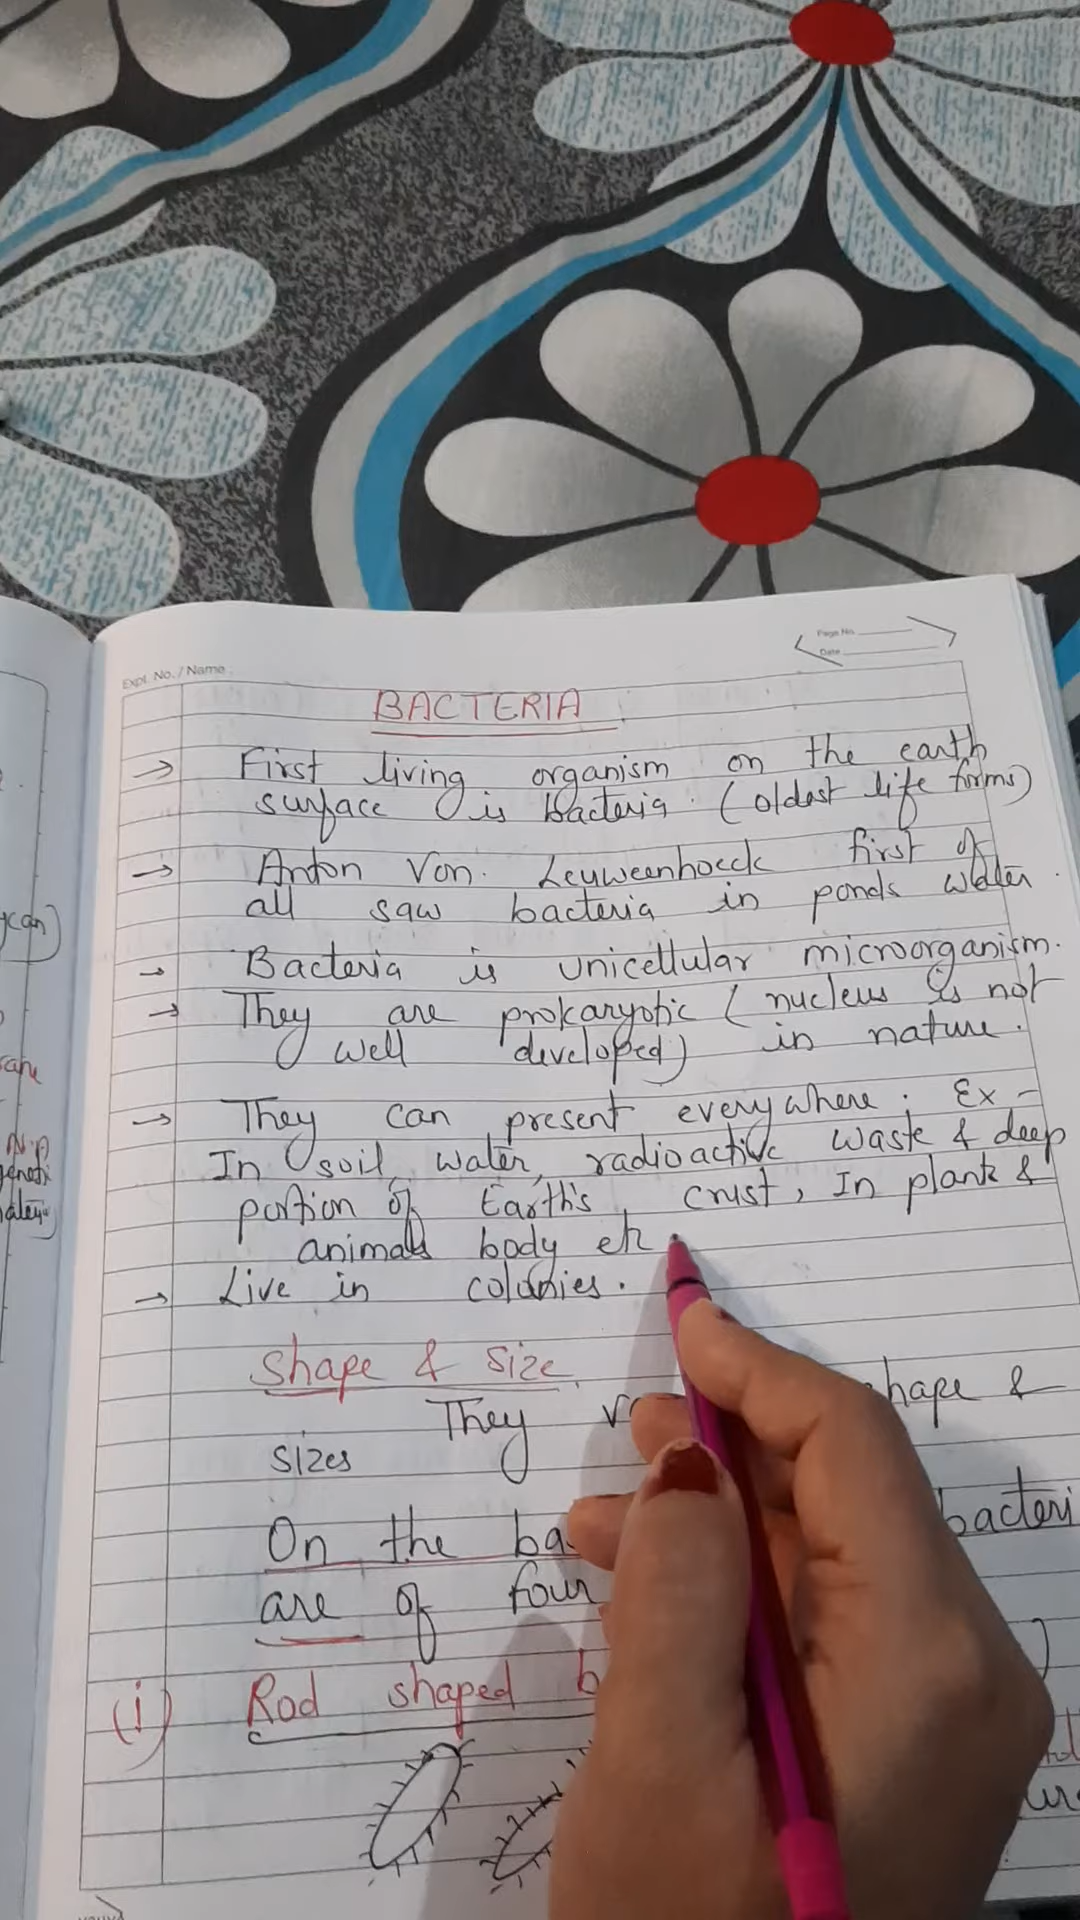 Page No.
Date
Expl. No. / Name
BACTERIA
→ First living organism on the earth
surface is bacteria. (oldest life forms)
→ Anton Von. Leuweenhoeck first of
all saw bacteria in ponds water.
→ Bacteria is unicellular microorganism.
→ They are prokaryotic (nucleus is not
well developed) in nature.
→ They can present everywhere. Ex -
In soil, water, radioactive waste & deep
portion of Earth's crust, In plants &
animals body etc.
→ Live in colonies.
Shape & size
They hape &
sizes
On the ba bacteri
are of four
(i) Rod shaped b